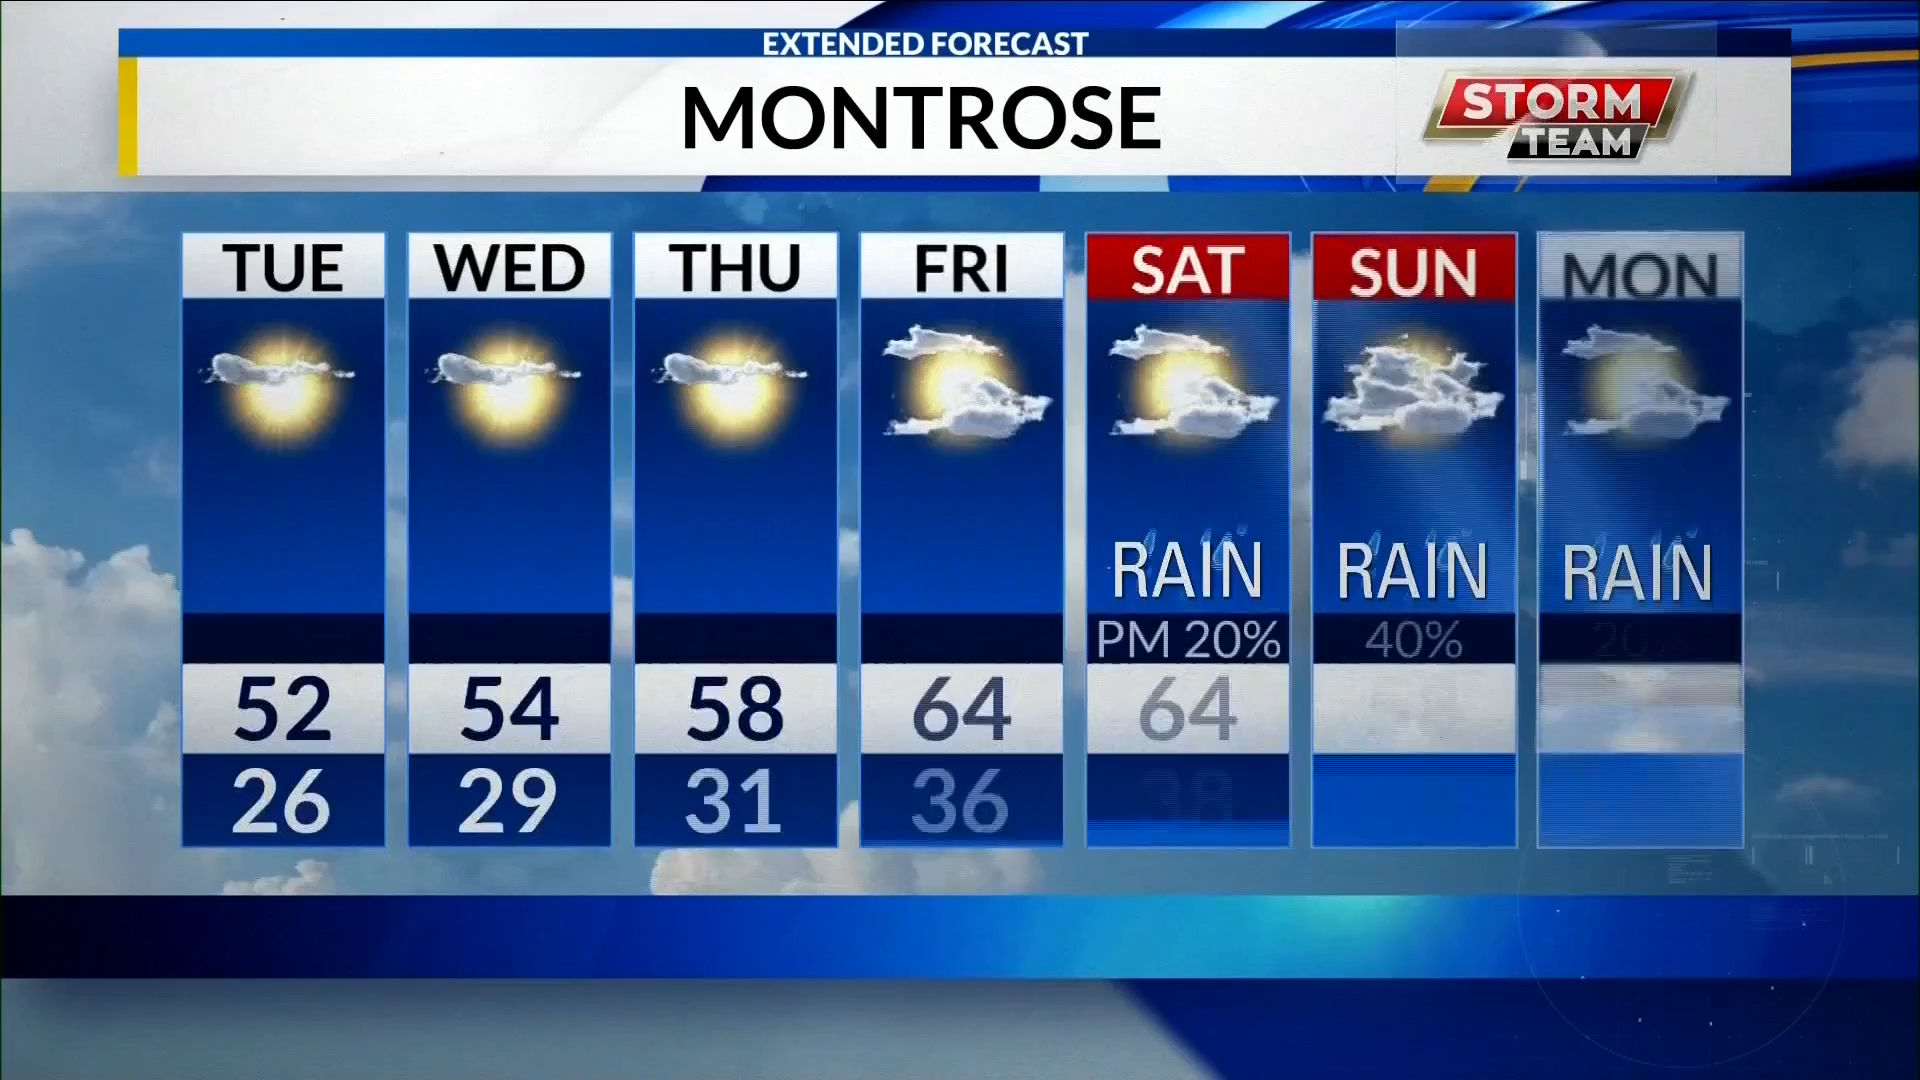 EXTENDED FORECAST
MONTROSE
STORM
TEAM
TUE WED THU FRI SAT SUN MON
RAIN RAIN RAIN
PM 20% 40%
52 54 58 64 64
26 29 31 36 38